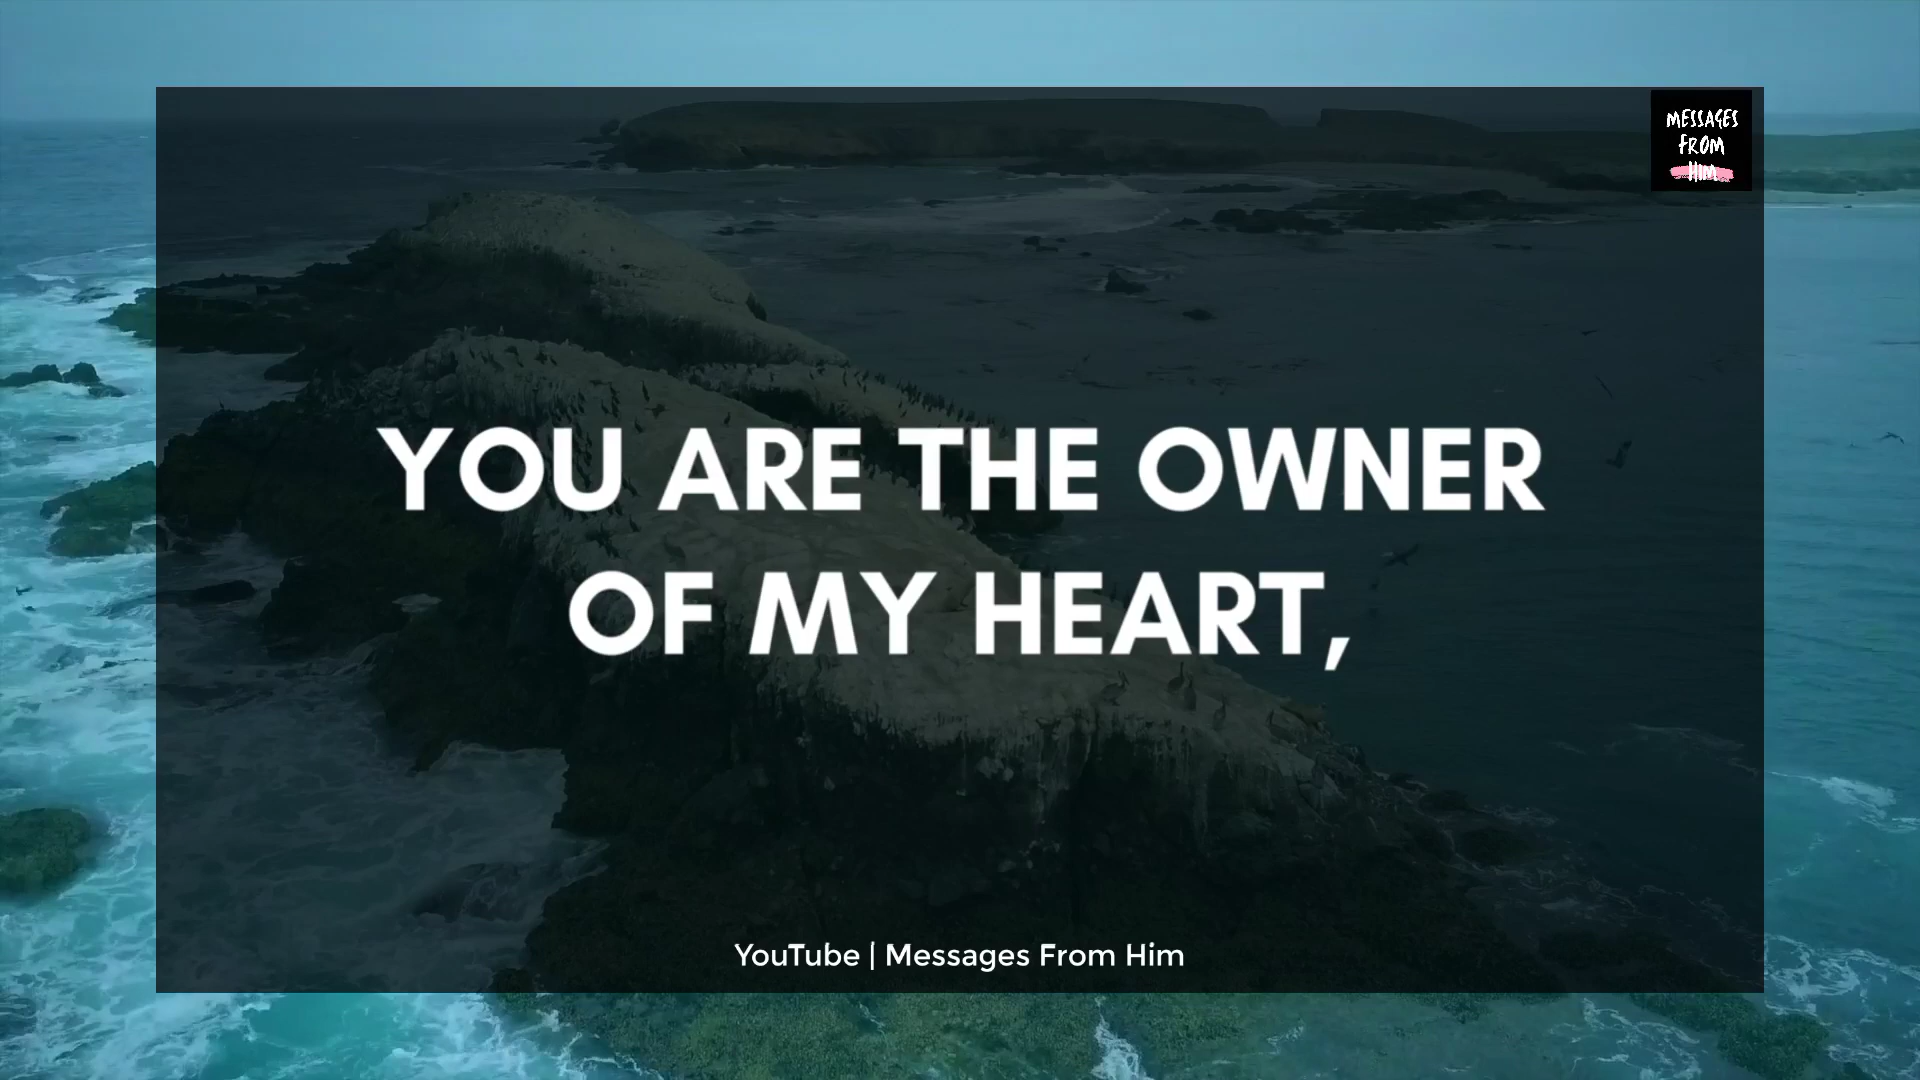 MESSAGES
FROM
HIM
YOU ARE THE OWNER
OF MY HEART,
YouTube | Messages From Him